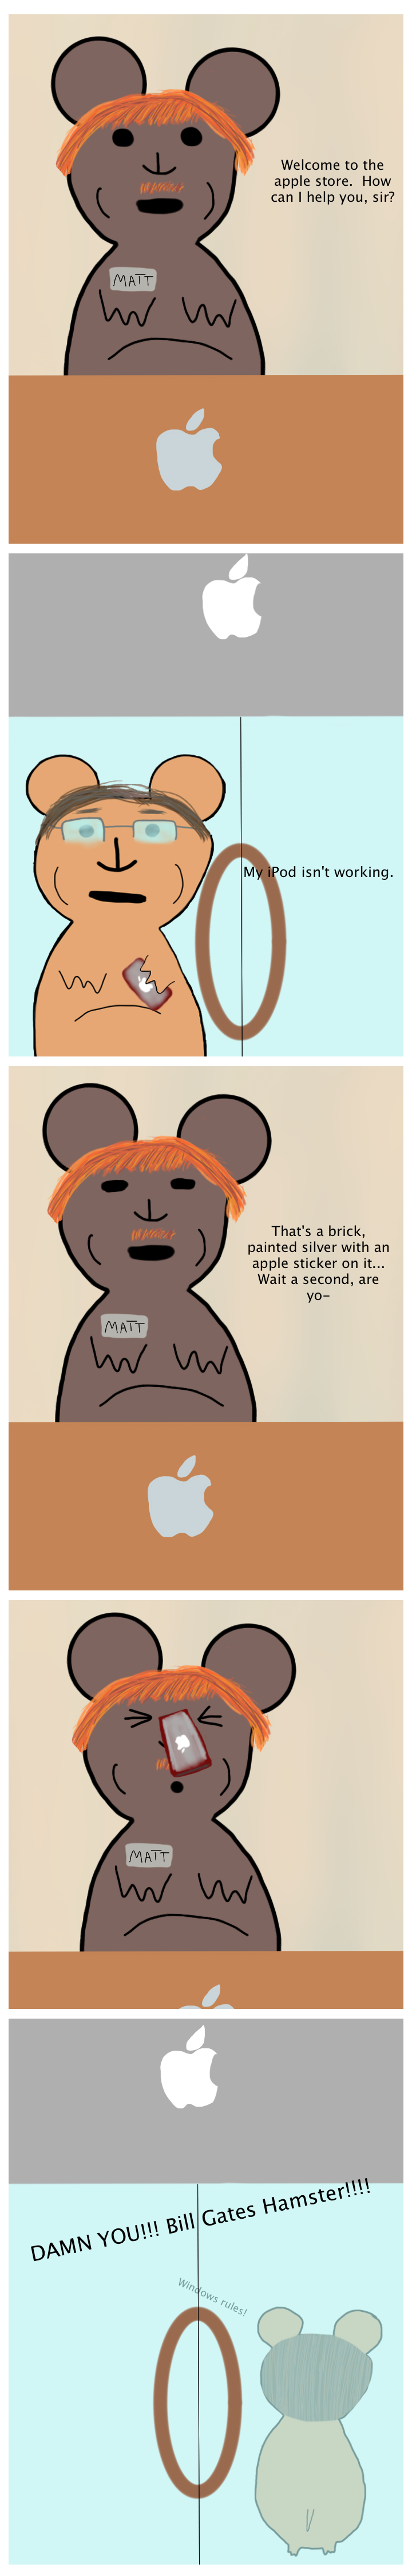 Welcome to the
apple store. How
can I help you, sir?
MATT
My iPod isn't working.
That's a brick,
painted silver with an
apple sticker on it...
Wait a second, are
yo-
MATT
MATT
DAMN YOU!!! Bill Gates Hamster!!!!
Windows rules!